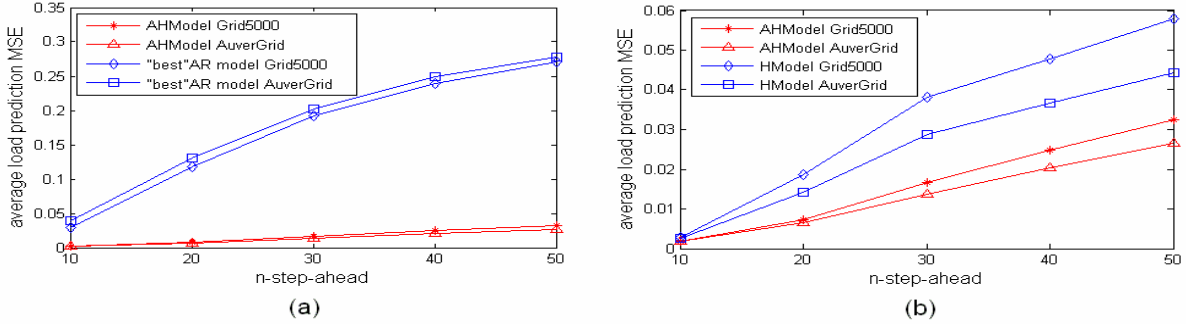 average load prediction MSE
0.35
0.3
0.25
0.2
0.15
0.1
0.05
0
AHModel Grid5000
AHModel AuverGrid
"best"AR model Grid5000
"best"AR model AuverGrid
10 20 30 40 50
n-step-ahead
(a)
average load prediction MSE
0.06
0.05
0.04
0.03
0.02
0.01
0
AHModel Grid5000
AHModel AuverGrid
HModel Grid5000
HModel AuverGrid
10 20 30 40 50
n-step-ahead
(b)